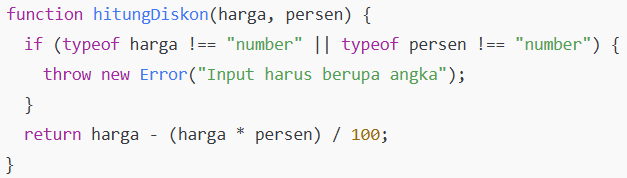 function hitungDiskon(harga, persen) {
  if (typeof harga !== "number" || typeof persen !== "number") {
    throw new Error("Input harus berupa angka");
  }
  return harga - (harga * persen) / 100;
}